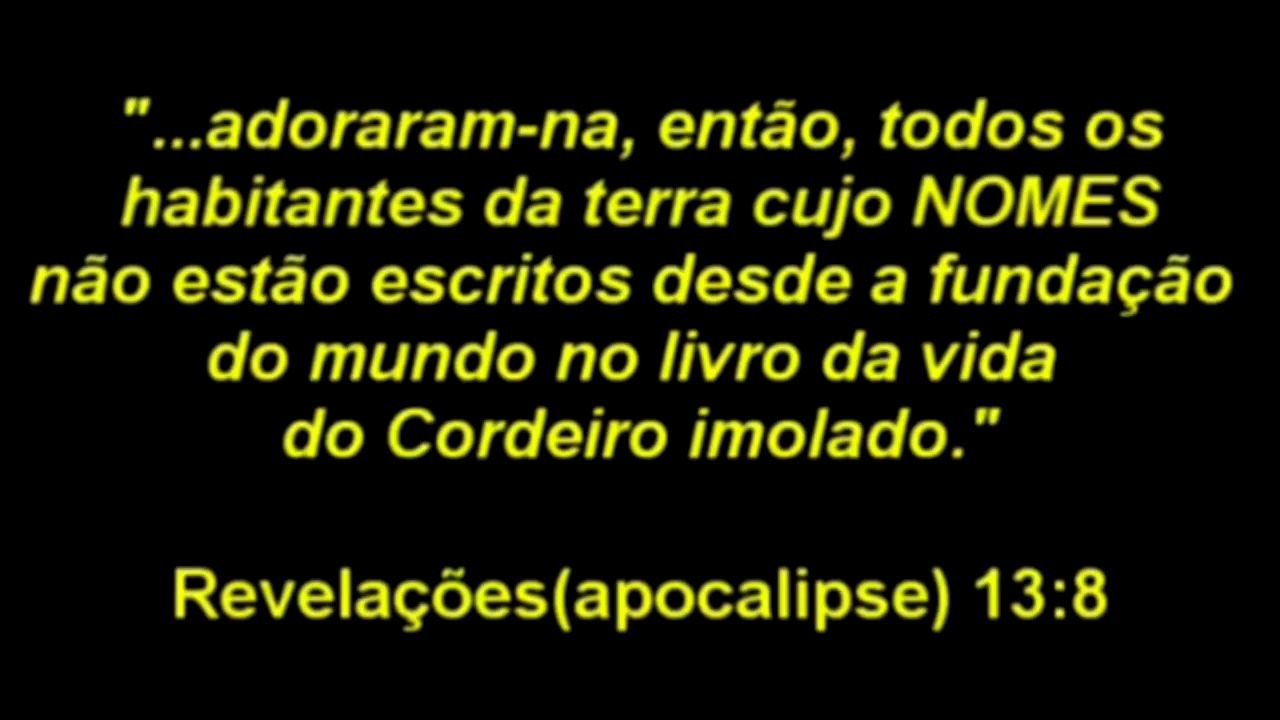 "...adoraram-na, então, todos os
habitantes da terra cujo NOMES
não estão escritos desde a fundação
do mundo no livro da vida
do Cordeiro imolado."
Revelações(apocalipse) 13:8